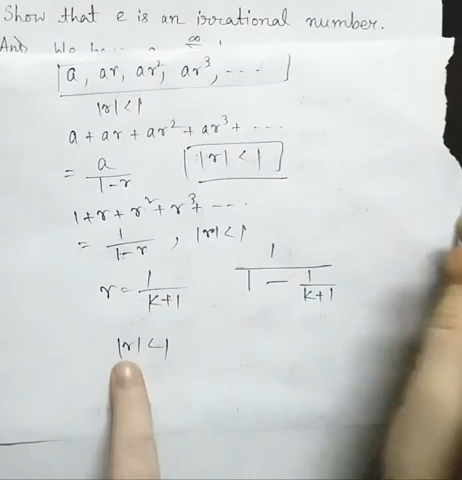 Show that e is an irrational number.
Ans
a, ar, ar², ar³, ....
|r| < 1
a + ar + ar² + ar³ + ....
= a/(1-r) |r| < 1
1 + r + r² + r³ + ....
= 1/(1-r) , |r| < 1
r = 1/(k+1) 1/(1 - 1/(k+1))
|r| < 1